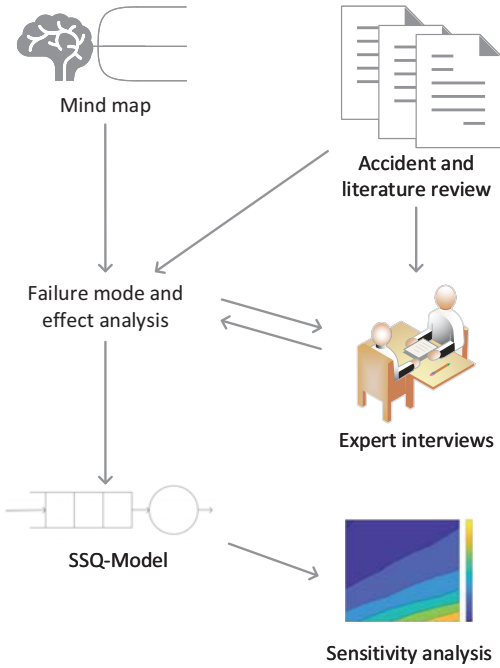 Mind map
Accident and
literature review
Failure mode and
effect analysis
Expert interviews
SSQ-Model
Sensitivity analysis